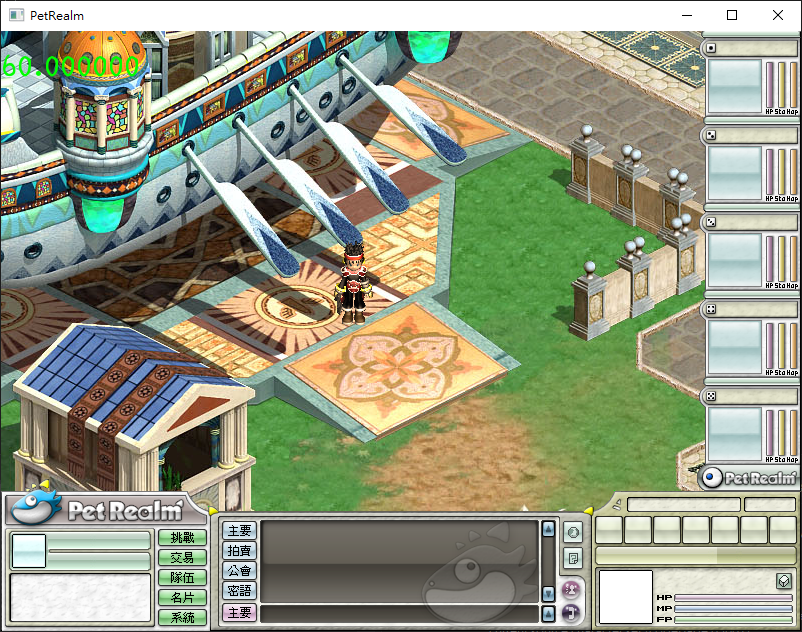 PetRealm
60.000000
HP Sta Hap
HP Sta Hap
HP Sta Hap
HP Sta Hap
HP Sta Hap
Pet Realm
Pet Realm
挑戰
交易
隊伍
名片
系統
主要
拍賣
公會
密語
主要
HP
MP
FP